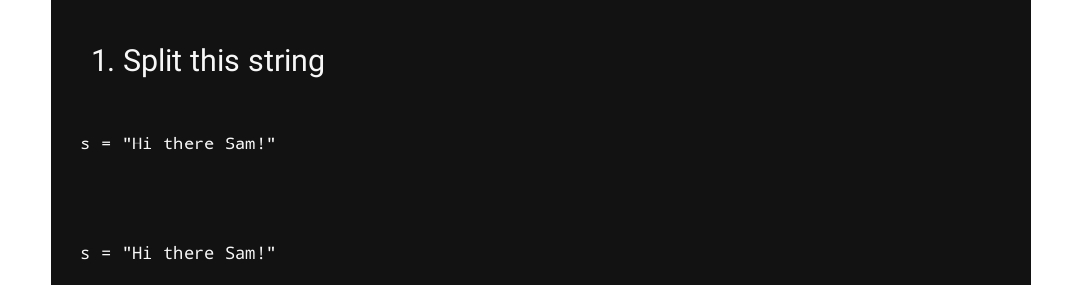 1. Split this string
s = "Hi there Sam!"
s = "Hi there Sam!"